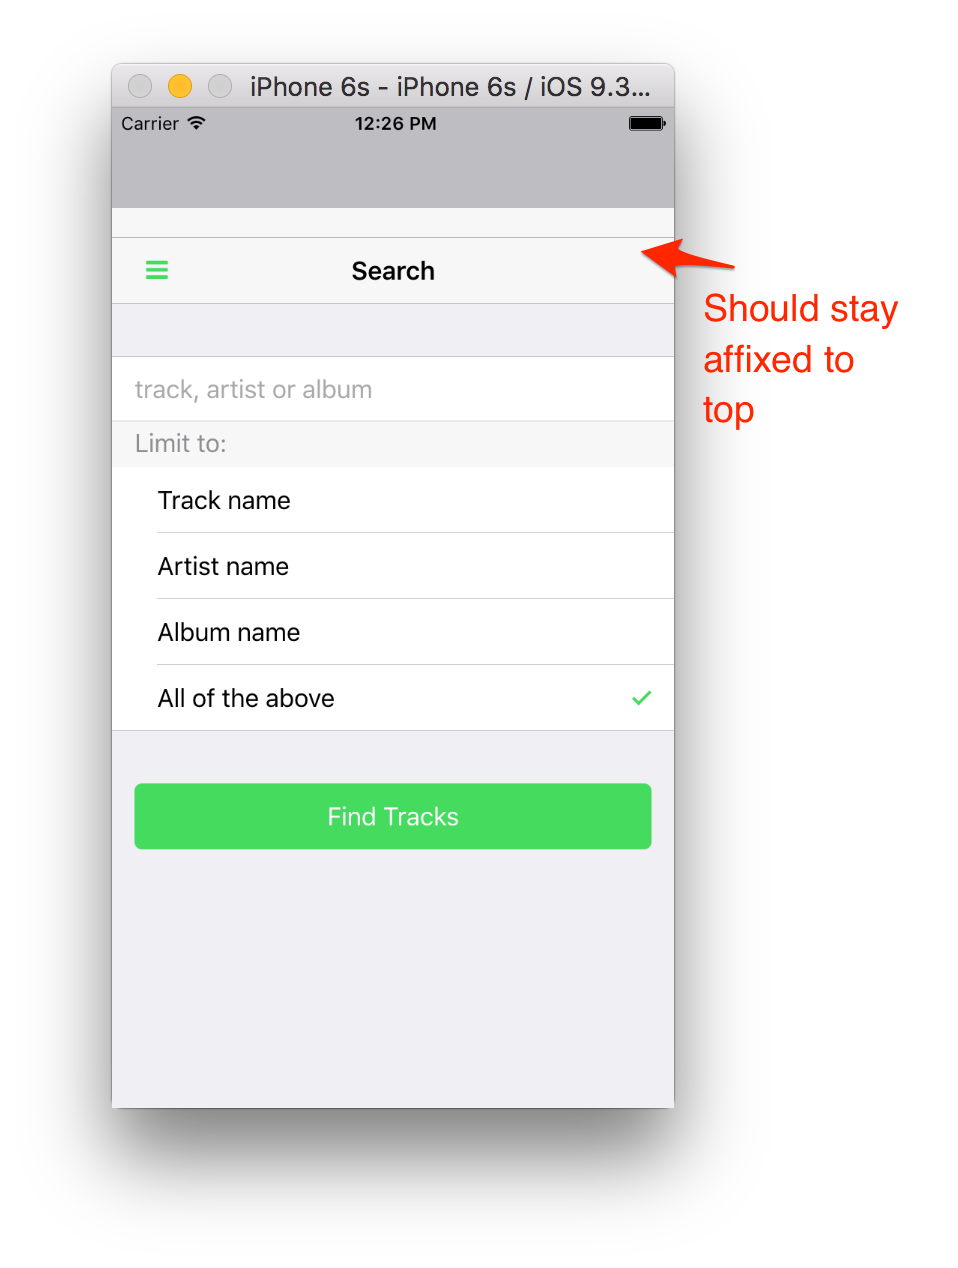 iPhone 6s - iPhone 6s / iOS 9.3...
Carrier 12:26 PM
Search
Should stay
affixed to
top
track, artist or album
Limit to:
Track name
Artist name
Album name
All of the above
Find Tracks